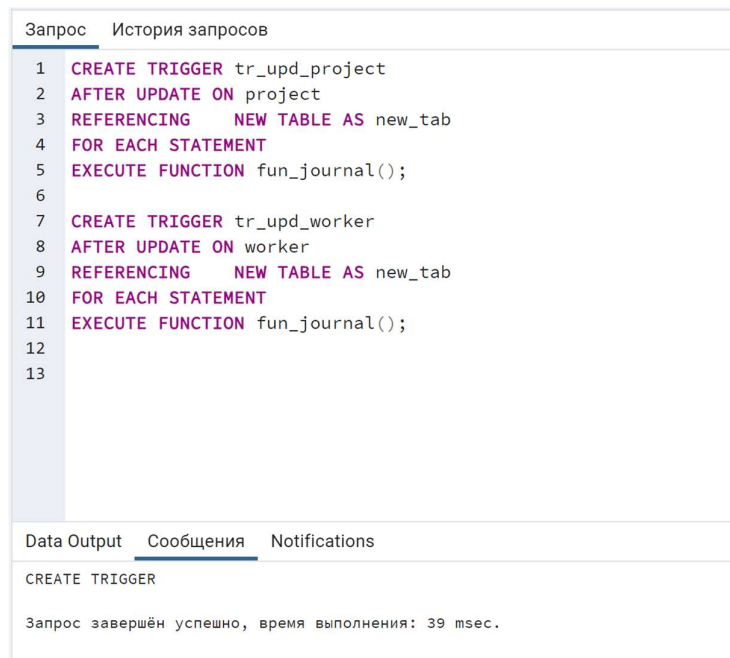 Запрос История запросов
1 CREATE TRIGGER tr_upd_project
2 AFTER UPDATE ON project
3 REFERENCING    NEW TABLE AS new_tab
4 FOR EACH STATEMENT
5 EXECUTE FUNCTION fun_journal();
6
7 CREATE TRIGGER tr_upd_worker
8 AFTER UPDATE ON worker
9 REFERENCING    NEW TABLE AS new_tab
10 FOR EACH STATEMENT
11 EXECUTE FUNCTION fun_journal();
12
13
Data Output Сообщения Notifications
CREATE TRIGGER
Запрос завершён успешно, время выполнения: 39 msec.